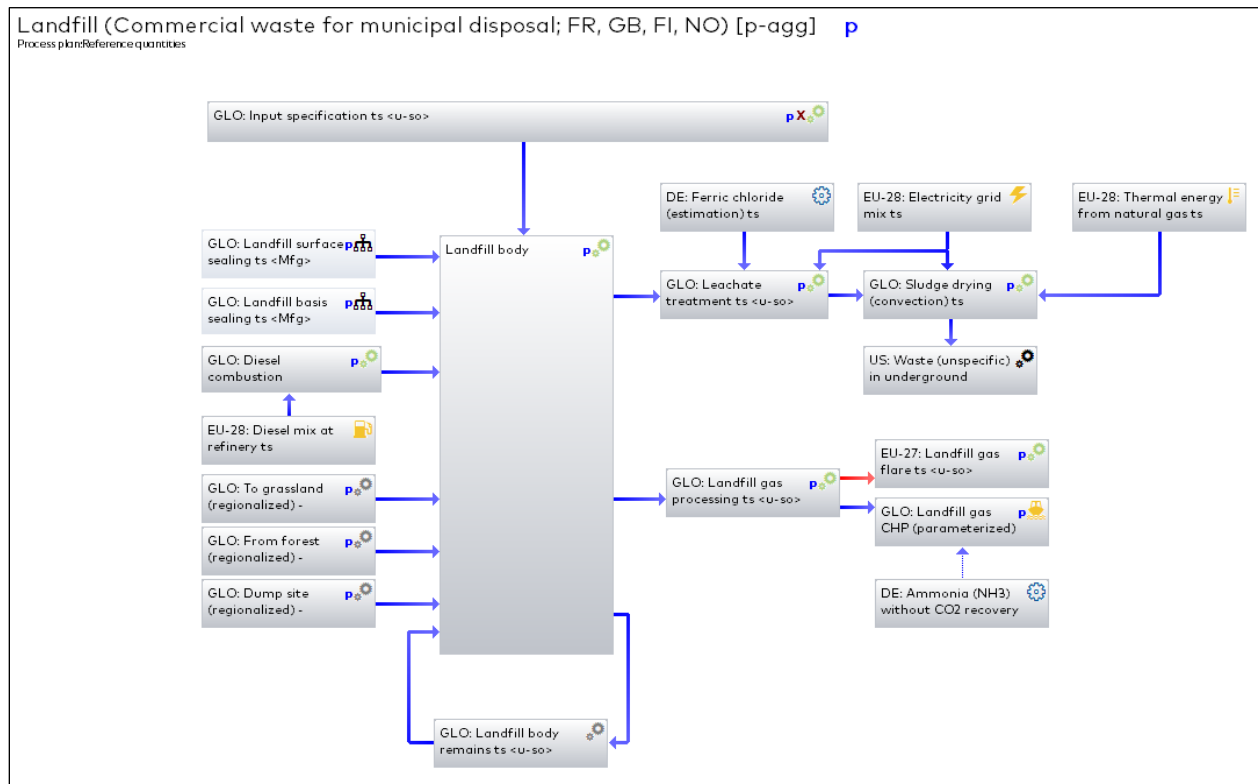 Landfill (Commercial waste for municipal disposal; FR, GB, FI, NO) [p-agg] p
Process plan:Reference quantities
GLO: Input specification ts <u-so> pX
DE: Ferric chloride
(estimation) ts
EU-28: Electricity grid
mix ts
EU-28: Thermal energy
from natural gas ts
GLO: Landfill surface
sealing ts <Mfg> p
Landfill body p
GLO: Leachate
treatment ts <u-so> p
GLO: Sludge drying
(convection) ts p
GLO: Landfill basis
sealing ts <Mfg> p
GLO: Diesel
combustion p
US: Waste (unspecific)
in underground
EU-28: Diesel mix at
refinery ts
EU-27: Landfill gas
flare ts <u-so> p
GLO: To grassland
(regionalized) - p
GLO: Landfill gas
processing ts <u-so> p
GLO: Landfill gas
CHP (parameterized) p
GLO: From forest
(regionalized) - p
GLO: Dump site
(regionalized) - p
DE: Ammonia (NH3)
without CO2 recovery
GLO: Landfill body
remains ts <u-so>